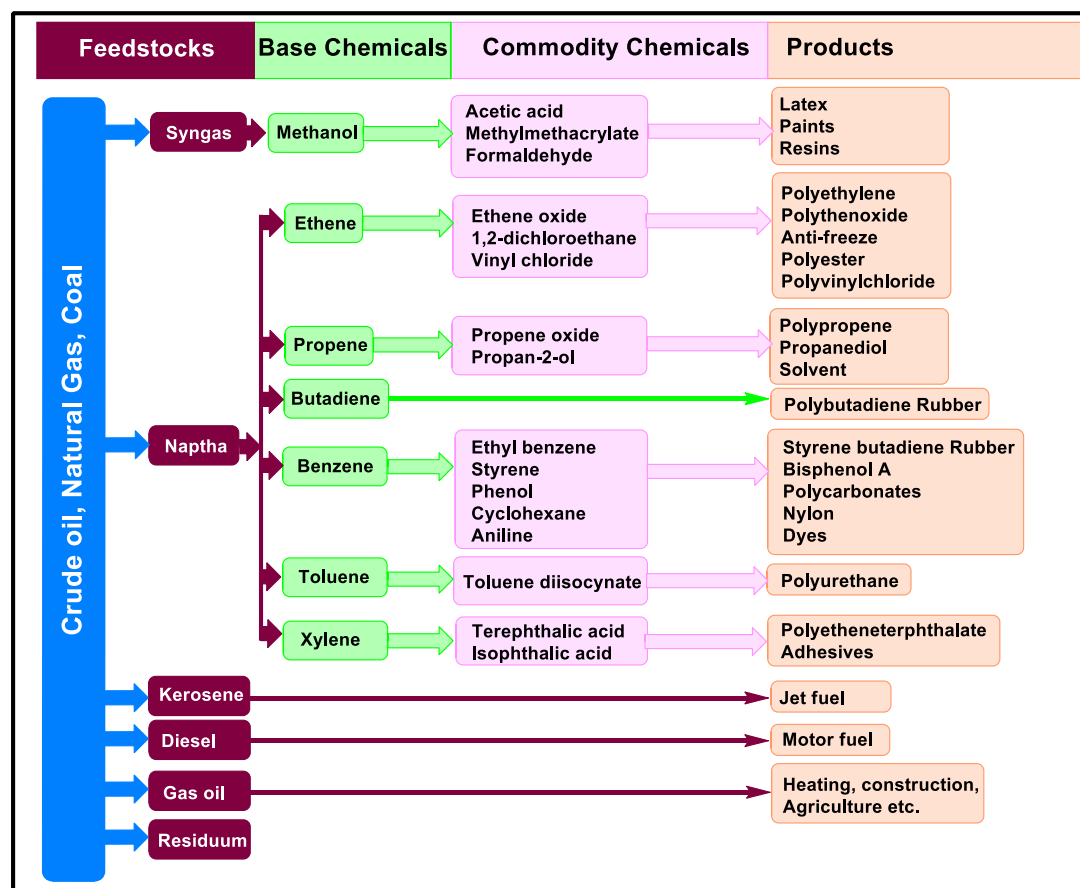 Feedstocks
Base Chemicals
Commodity Chemicals
Products
Crude oil, Natural Gas, Coal
Syngas
Methanol
Acetic acid
Methylmethacrylate
Formaldehyde
Latex
Paints
Resins
Naptha
Ethene
Ethene oxide
1,2-dichloroethane
Vinyl chloride
Polyethylene
Polythenoxide
Anti-freeze
Polyester
Polyvinylchloride
Propene
Propene oxide
Propan-2-ol
Polypropene
Propanediol
Solvent
Butadiene
Polybutadiene Rubber
Benzene
Ethyl benzene
Styrene
Phenol
Cyclohexane
Aniline
Styrene butadiene Rubber
Bisphenol A
Polycarbonates
Nylon
Dyes
Toluene
Toluene diisocynate
Polyurethane
Xylene
Terephthalic acid
Isophthalic acid
Polyetheneterphthalate
Adhesives
Kerosene
Jet fuel
Diesel
Motor fuel
Gas oil
Heating, construction,
Agriculture etc.
Residuum